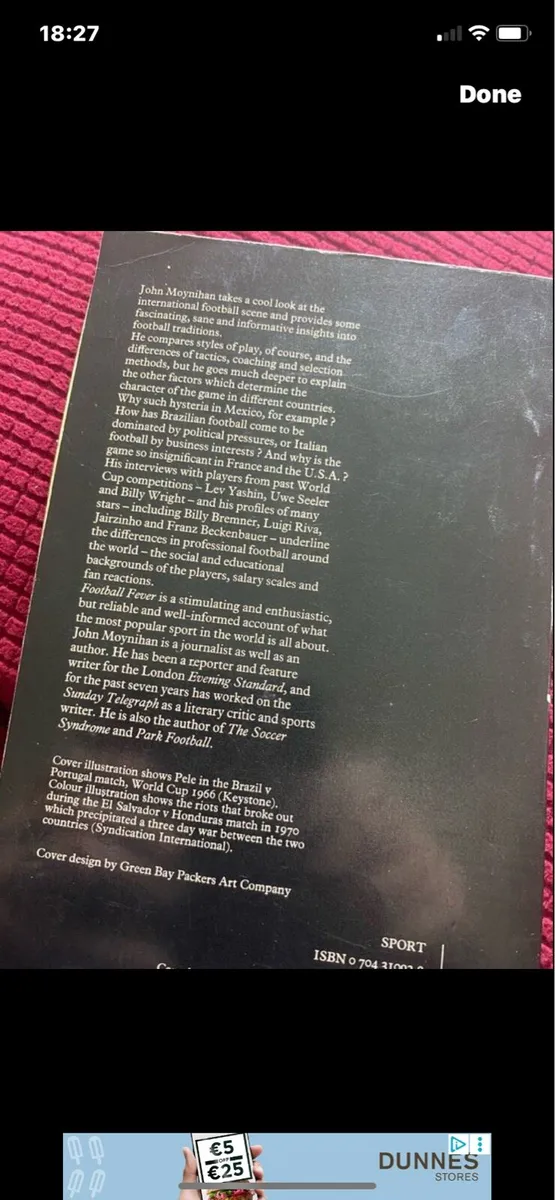 18:27
Done
John Moynihan takes a cool look at the
international football scene and provides some
fascinating, sane and informative insights into
football traditions.
He compares styles of play, of course, and the
differences of tactics, coaching and selection
methods, but he goes much deeper to explain
the other factors which determine the
character of the game in different countries.
Why such hysteria in Mexico, for example ?
How has Brazilian football come to be
dominated by political pressures, or Italian
football by business interests ? And why is the
game so insignificant in France and the U.S.A. ?
His interviews with players from past World
Cup competitions – Lev Yashin, Uwe Seeler
and Billy Wright – and his profiles of many
stars – including Billy Bremner, Luigi Riva,
Jairzinho and Franz Beckenbauer – underline
the differences in professional football around
the world – the social and educational
backgrounds of the players, salary scales and
fan reactions.
Football Fever is a stimulating and enthusiastic,
but reliable and well-informed account of what
the most popular sport in the world is all about.
John Moynihan is a journalist as well as an
author. He has been a reporter and feature
writer for the London Evening Standard, and
for the past seven years has worked on the
Sunday Telegraph as a literary critic and sports
writer. He is also the author of The Soccer
Syndrome and Park Football.
Cover illustration shows Pele in the Brazil v
Portugal match, World Cup 1966 (Keystone).
Colour illustration shows the riots that broke out
during the El Salvador v Honduras match in 1970
which precipitated a three day war between the two
countries (Syndication International).
Cover design by Green Bay Packers Art Company
SPORT
ISBN 0 704
€5
OFF
€25
DUNNES
STORES